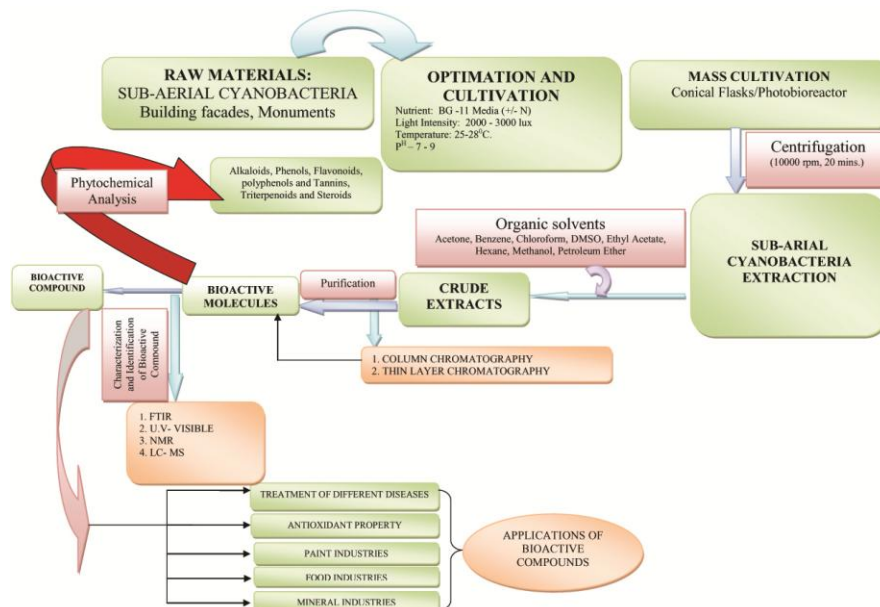 RAW MATERIALS:
SUB-AERIAL CYANOBACTERIA
Building facades, Monuments
OPTIMATION AND
CULTIVATION
Nutrient: BG -11 Media (+/- N)
Light Intensity: 2000 - 3000 lux
Temperature: 25-28⁰C.
Pᴴ– 7 - 9
MASS CULTIVATION
Conical Flasks/Photobioreactor
Centrifugation
(10000 rpm, 20 mins.)
Phytochemical
Analysis
Alkaloids, Phenols, Flavonoids,
polyphenols and Tannins,
Triterpenoids and Steroids
Organic solvents
Acetone, Benzene, Chloroform, DMSO, Ethyl Acetate,
Hexane, Methanol, Petroleum Ether
SUB-ARIAL
CYANOBACTERIA
EXTRACTION
BIOACTIVE
COMPOUND
BIOACTIVE
MOLECULES
Purification
CRUDE
EXTRACTS
Characterization
and Identification
of Bioactive
Compound
1. COLUMN CHROMATOGRAPHY
2. THIN LAYER CHROMATOGRAPHY
1. FTIR
2. U.V- VISIBLE
3. NMR
4. LC- MS
TREATMENT OF DIFFERENT DISEASES
ANTIOXIDANT PROPERTY
PAINT INDUSTRIES
FOOD INDUSTRIES
MINERAL INDUSTRIES
APPLICATIONS OF
BIOACTIVE
COMPOUNDS